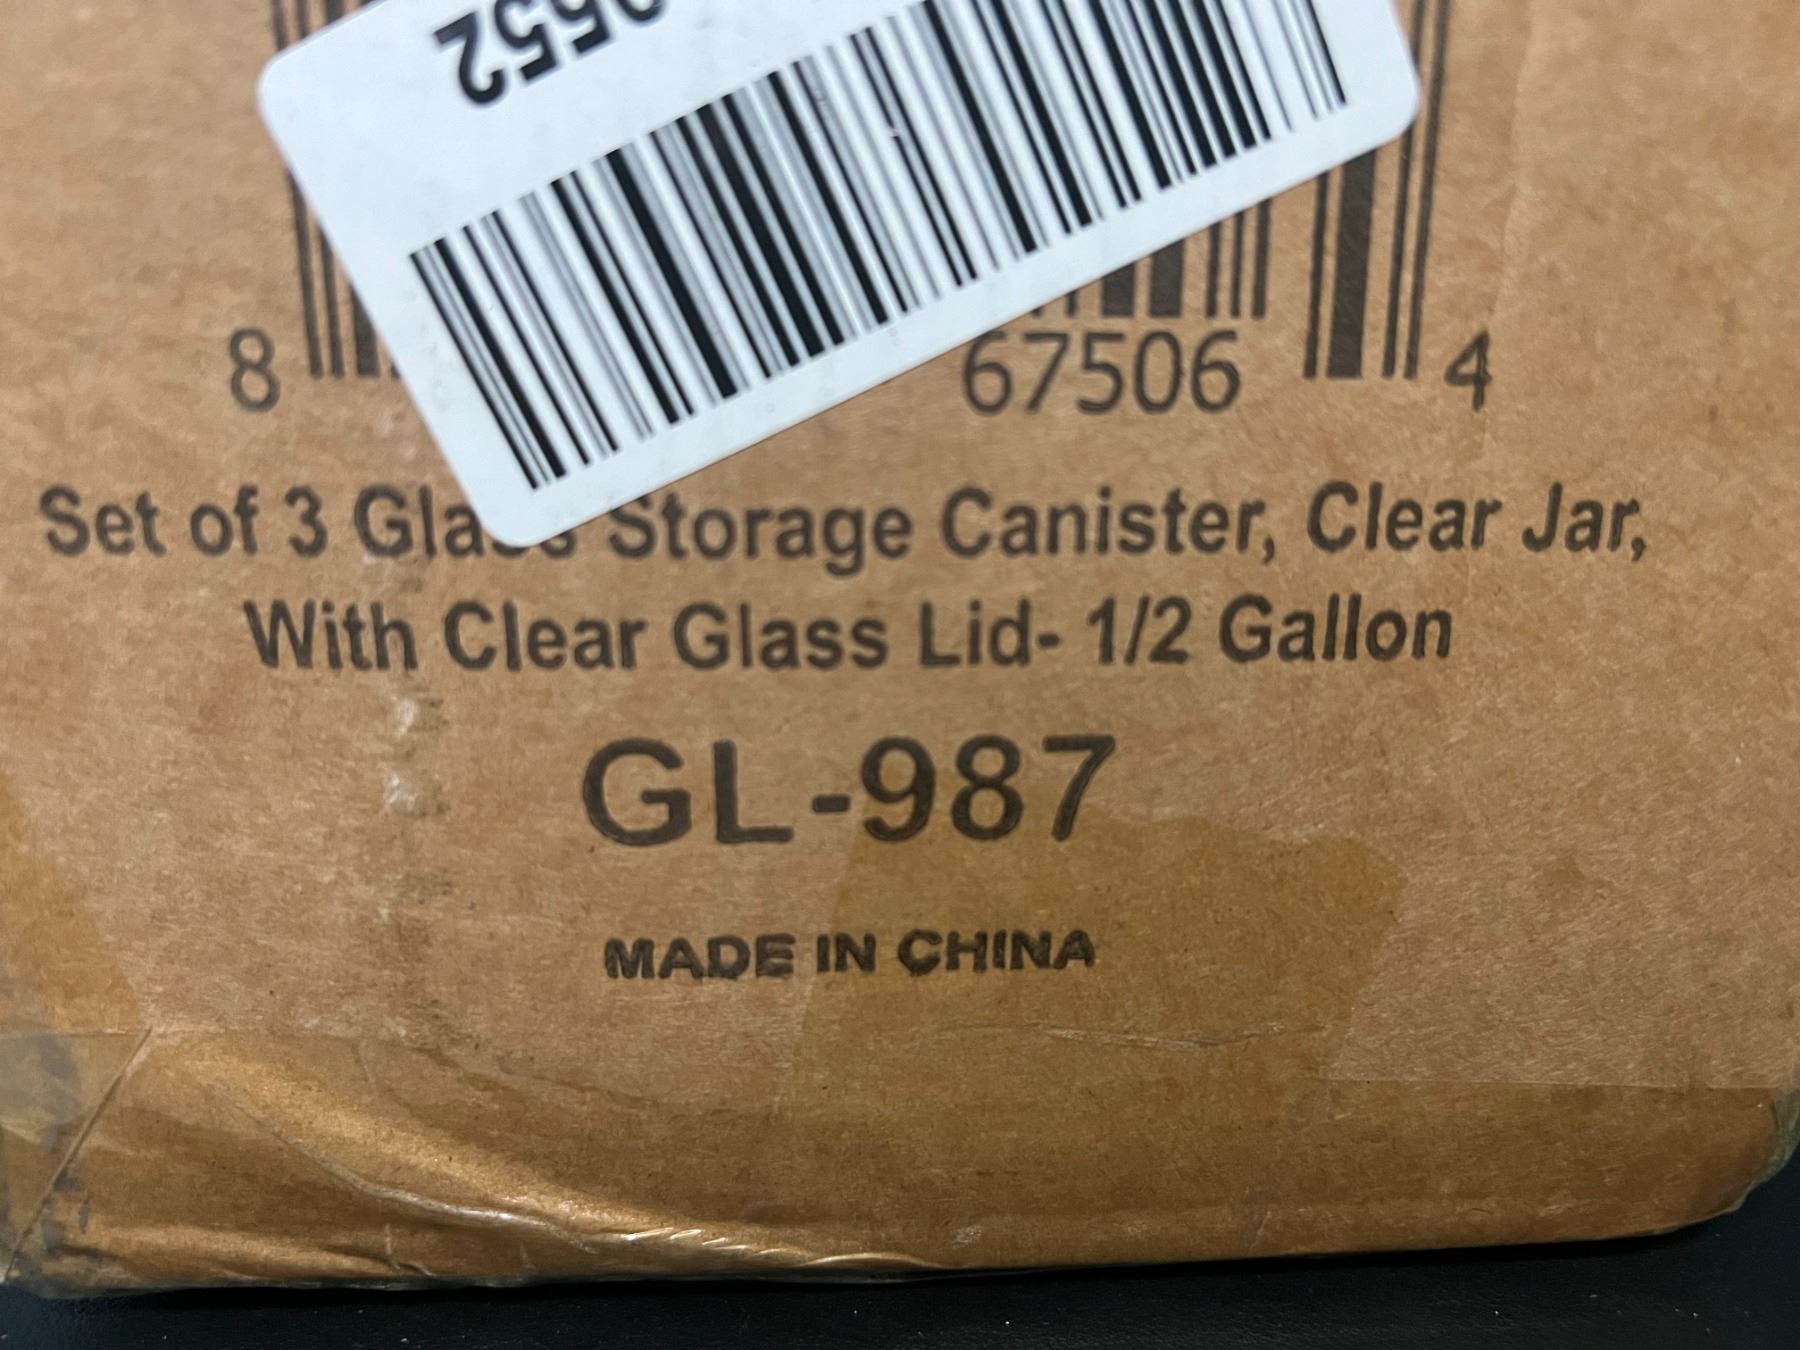 8 67506 4
Set of 3 Glass Storage Canister, Clear Jar,
With Clear Glass Lid- 1/2 Gallon
GL-987
MADE IN CHINA